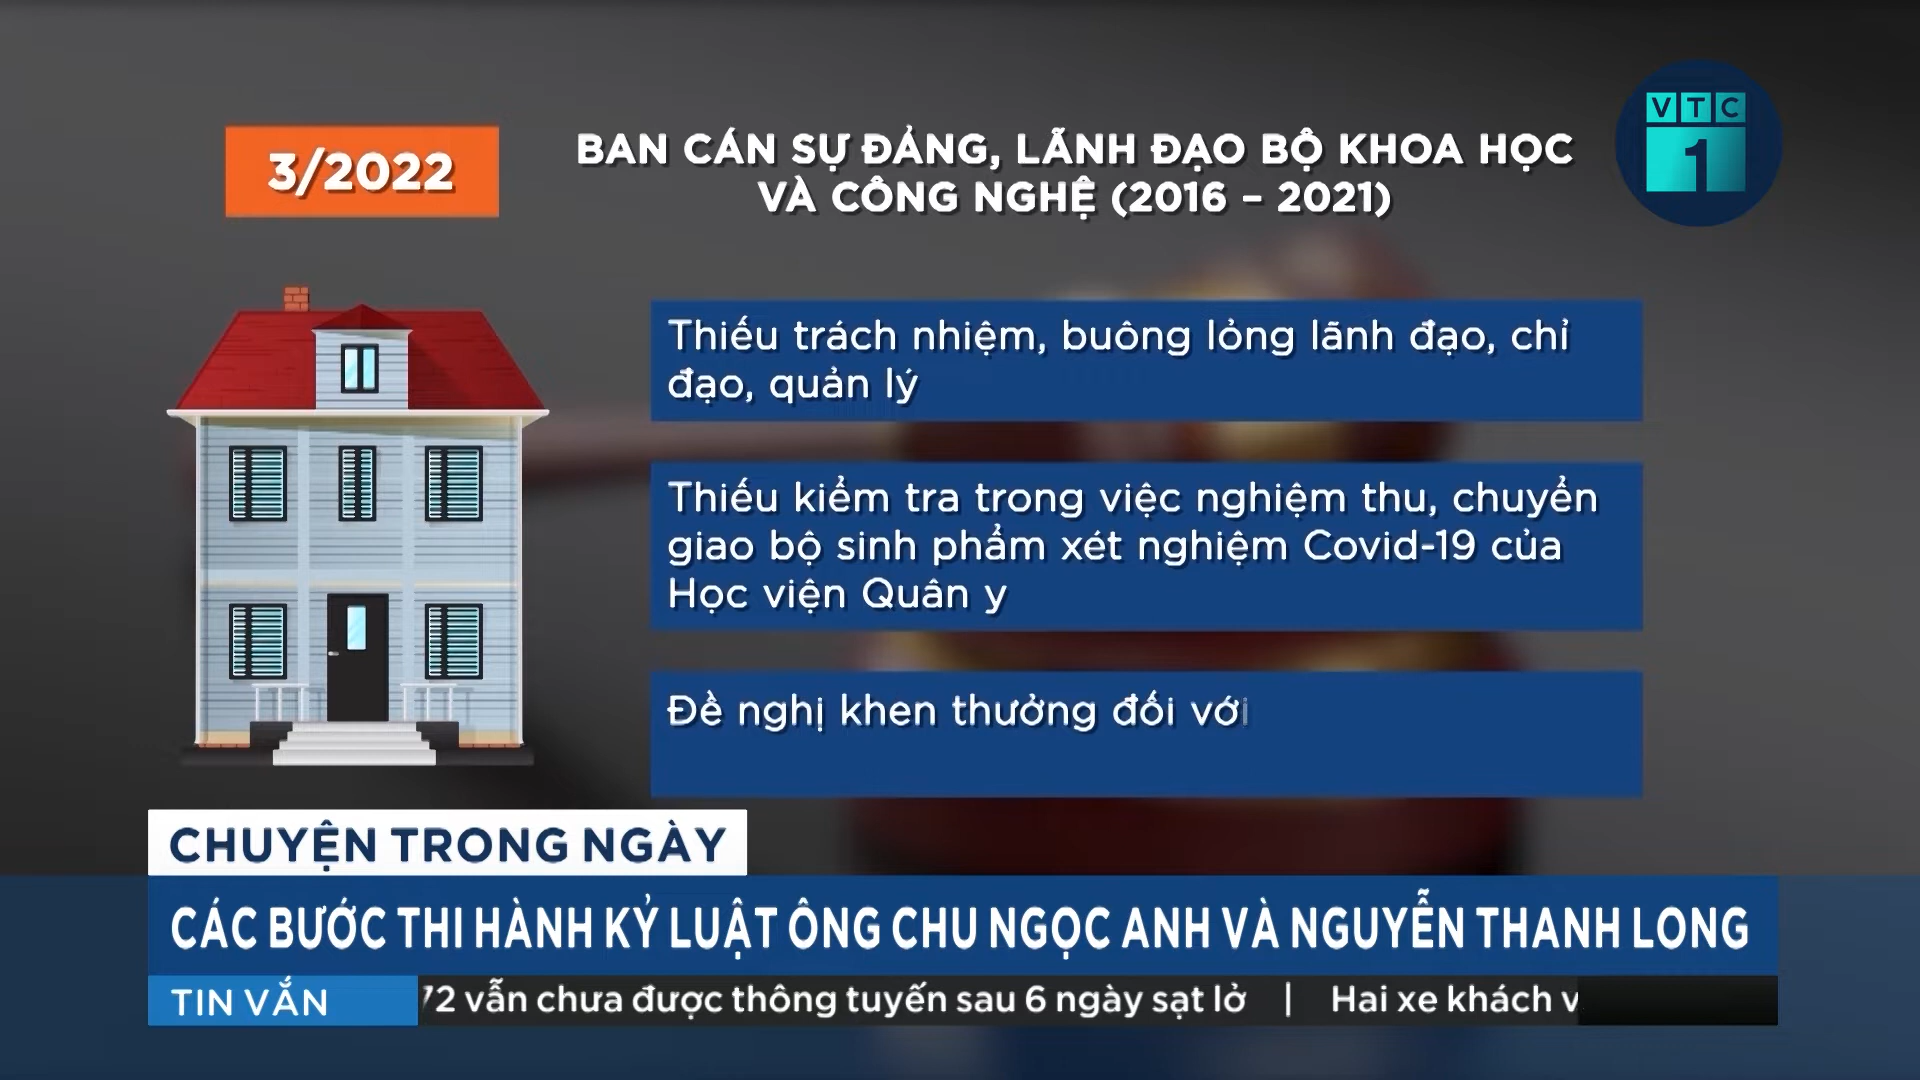 VTC
1
3/2022
BAN CÁN SỰ ĐẢNG, LÃNH ĐẠO BỘ KHOA HỌC
VÀ CÔNG NGHỆ (2016 – 2021)
Thiếu trách nhiệm, buông lỏng lãnh đạo, chỉ
đạo, quản lý
Thiếu kiểm tra trong việc nghiệm thu, chuyển
giao bộ sinh phẩm xét nghiệm Covid-19 của
Học viện Quân y
Đề nghị khen thưởng đối với
CHUYỆN TRONG NGÀY
CÁC BƯỚC THI HÀNH KỶ LUẬT ÔNG CHU NGỌC ANH VÀ NGUYỄN THANH LONG
TIN VẮN
72 vẫn chưa được thông tuyến sau 6 ngày sạt lở | Hai xe khách v